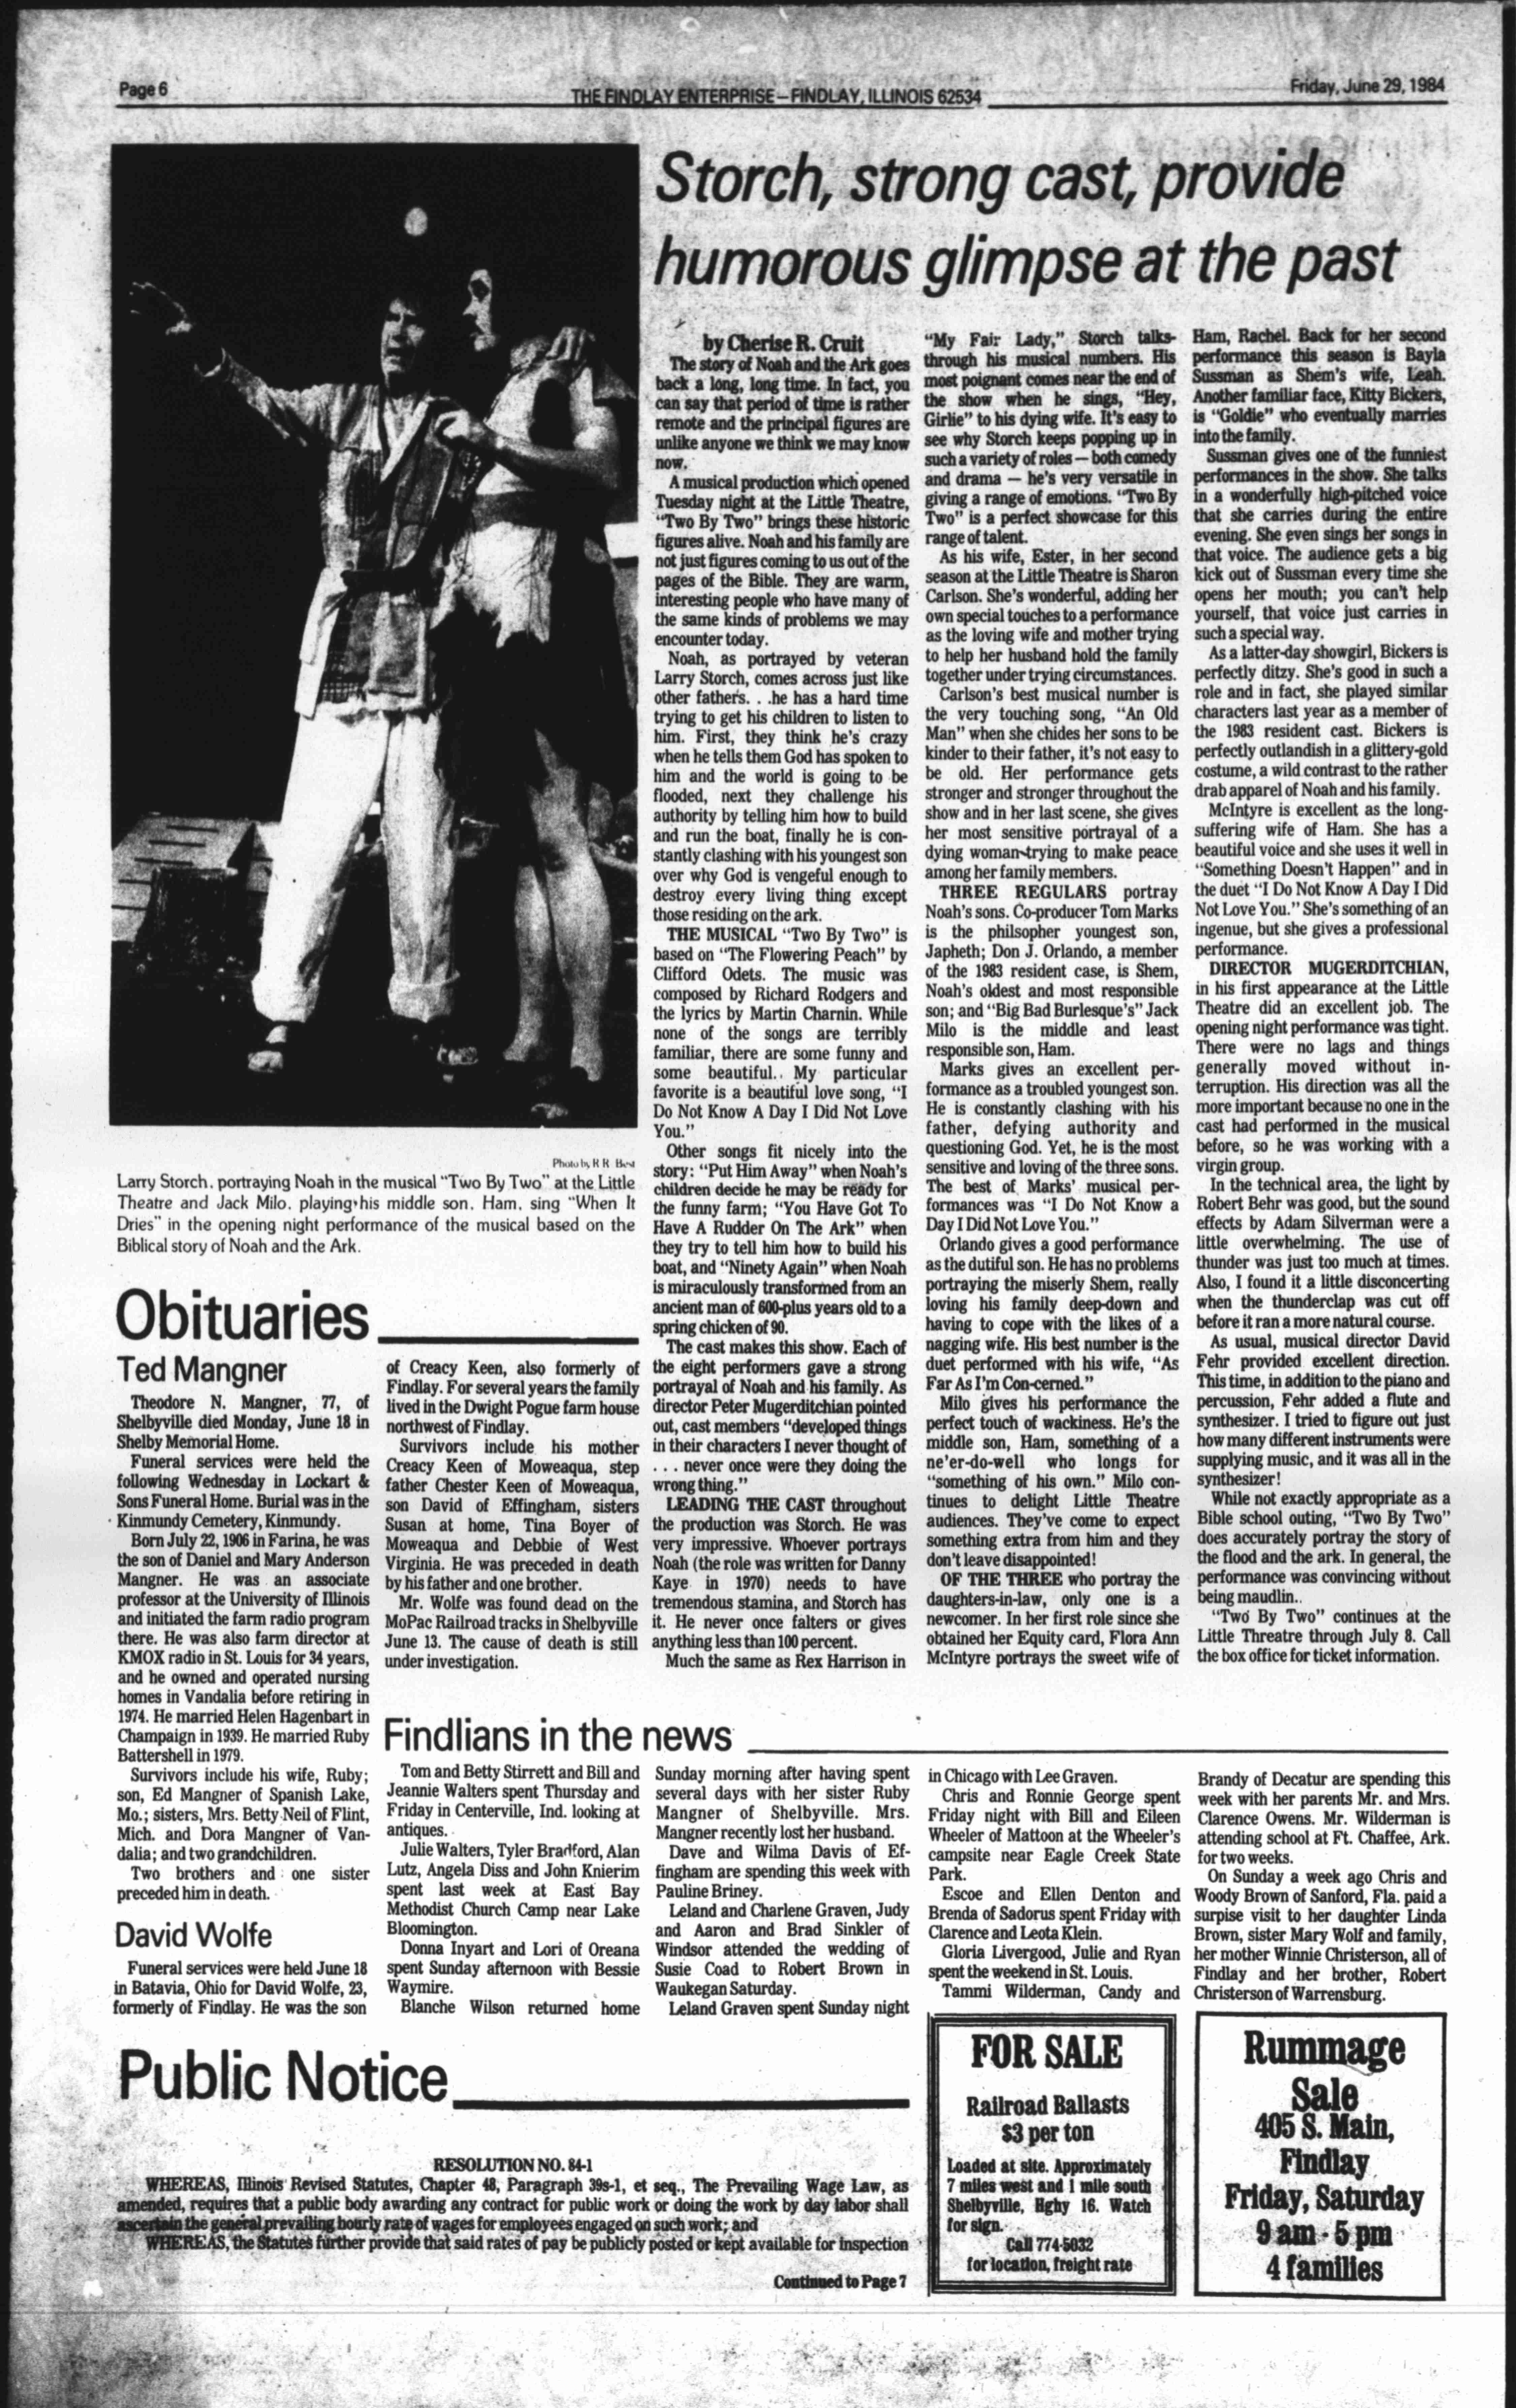 Page 6
THE FINDLAY ENTERPRISE—FINDLAY, ILLINOIS 62534
Friday, June 29, 1984
Storch, strong cast, provide
humorous glimpse at the past
by Cherise R. Cruit
The story of Noah and the Ark goes
back a long, long time. In fact, you
can say that period of time is rather
remote and the principal figures are
unlike anyone we think we may know
now.
A musical production which opened
Tuesday night at the Little Theatre,
"Two By Two" brings these historic
figures alive. Noah and his family are
not just figures coming to us out of the
pages of the Bible. They are warm,
interesting people who have many of
the same kinds of problems we may
encounter today.
Noah, as portrayed by veteran
Larry Storch, comes across just like
other fathers. . .he has a hard time
trying to get his children to listen to
him. First, they think he's crazy
when he tells them God has spoken to
him and the world is going to be
flooded, next they challenge his
authority by telling him how to build
and run the boat, finally he is con-
stantly clashing with his youngest son
over why God is vengeful enough to
destroy every living thing except
those residing on the ark.
THE MUSICAL "Two By Two" is
based on "The Flowering Peach" by
Clifford Odets. The music was
composed by Richard Rodgers and
the lyrics by Martin Charnin. While
none of the songs are terribly
familiar, there are some funny and
some beautiful. My particular
favorite is a beautiful love song, "I
Do Not Know A Day I Did Not Love
You."
Other songs fit nicely into the
story: "Put Him Away" when Noah's
children decide he may be ready for
the funny farm; "You Have Got To
Have A Rudder On The Ark" when
they try to tell him how to build his
boat, and "Ninety Again" when Noah
is miraculously transformed from an
ancient man of 600-plus years old to a
spring chicken of 90.
The cast makes this show. Each of
the eight performers gave a strong
portrayal of Noah and his family. As
director Peter Mugerditchian pointed
out, cast members "developed things
in their characters I never thought of
. . . never once were they doing the
wrong thing."
LEADING THE CAST throughout
the production was Storch. He was
very impressive. Whoever portrays
Noah (the role was written for Danny
Kaye in 1970) needs to have
tremendous stamina, and Storch has
it. He never once falters or gives
anything less than 100 percent.
Much the same as Rex Harrison in
"My Fair Lady," Storch talks-
through his musical numbers. His
most poignant comes near the end of
the show when he sings, "Hey,
Girlie" to his dying wife. It's easy to
see why Storch keeps popping up in
such a variety of roles — both comedy
and drama — he's very versatile in
giving a range of emotions. "Two By
Two" is a perfect showcase for this
range of talent.
As his wife, Ester, in her second
season at the Little Theatre is Sharon
Carlson. She's wonderful, adding her
own special touches to a performance
as the loving wife and mother trying
to help her husband hold the family
together under trying circumstances.
Carlson's best musical number is
the very touching song, "An Old
Man" when she chides her sons to be
kinder to their father, it's not easy to
be old. Her performance gets
stronger and stronger throughout the
show and in her last scene, she gives
her most sensitive portrayal of a
dying woman trying to make peace
among her family members.
THREE REGULARS portray
Noah's sons. Co-producer Tom Marks
is the philsopher youngest son,
Japheth; Don J. Orlando, a member
of the 1983 resident case, is Shem,
Noah's oldest and most responsible
son; and "Big Bad Burlesque's" Jack
Milo is the middle and least
responsible son, Ham.
Marks gives an excellent per-
formance as a troubled youngest son.
He is constantly clashing with his
father, defying authority and
questioning God. Yet, he is the most
sensitive and loving of the three sons.
The best of Marks' musical per-
formances was "I Do Not Know a
Day I Did Not Love You."
Orlando gives a good performance
as the dutiful son. He has no problems
portraying the miserly Shem, really
loving his family deep-down and
having to cope with the likes of a
nagging wife. His best number is the
duet performed with his wife, "As
Far As I'm Con-cerned."
Milo gives his performance the
perfect touch of wackiness. He's the
middle son, Ham, something of a
ne'er-do-well who longs for
"something of his own." Milo con-
tinues to delight Little Theatre
audiences. They've come to expect
something extra from him and they
don't leave disappointed!
OF THE THREE who portray the
daughters-in-law, only one is a
newcomer. In her first role since she
obtained her Equity card, Flora Ann
McIntyre portrays the sweet wife of
Ham, Rachel. Back for her second
performance this season is Bayla
Sussman as Shem's wife, Leah.
Another familiar face, Kitty Bickers,
is "Goldie" who eventually marries
into the family.
Sussman gives one of the funniest
performances in the show. She talks
in a wonderfully high-pitched voice
that she carries during the entire
evening. She even sings her songs in
that voice. The audience gets a big
kick out of Sussman every time she
opens her mouth; you can't help
yourself, that voice just carries in
such a special way.
As a latter-day showgirl, Bickers is
perfectly ditzy. She's good in such a
role and in fact, she played similar
characters last year as a member of
the 1983 resident cast. Bickers is
perfectly outlandish in a glittery-gold
costume, a wild contrast to the rather
drab apparel of Noah and his family.
McIntyre is excellent as the long-
suffering wife of Ham. She has a
beautiful voice and she uses it well in
"Something Doesn't Happen" and in
the duet "I Do Not Know A Day I Did
Not Love You." She's something of an
ingenue, but she gives a professional
performance.
DIRECTOR MUGERDITCHIAN,
in his first appearance at the Little
Theatre did an excellent job. The
opening night performance was tight.
There were no lags and things
generally moved without in-
terruption. His direction was all the
more important because no one in the
cast had performed in the musical
before, so he was working with a
virgin group.
In the technical area, the light by
Robert Behr was good, but the sound
effects by Adam Silverman were a
little overwhelming. The use of
thunder was just too much at times.
Also, I found it a little disconcerting
when the thunderclap was cut off
before it ran a more natural course.
As usual, musical director David
Fehr provided excellent direction.
This time, in addition to the piano and
percussion, Fehr added a flute and
synthesizer. I tried to figure out just
how many different instruments were
supplying music, and it was all in the
synthesizer!
While not exactly appropriate as a
Bible school outing, "Two By Two"
does accurately portray the story of
the flood and the ark. In general, the
performance was convincing without
being maudlin.
"Two By Two" continues at the
Little Threatre through July 8. Call
the box office for ticket information.
Photo by R R Best
Larry Storch, portraying Noah in the musical "Two By Two" at the Little
Theatre and Jack Milo, playing his middle son, Ham, sing "When It
Dries" in the opening night performance of the musical based on the
Biblical story of Noah and the Ark.
Obituaries
Ted Mangner
Theodore N. Mangner, 77, of
Shelbyville died Monday, June 18 in
Shelby Memorial Home.
Funeral services were held the
following Wednesday in Lockart &
Sons Funeral Home. Burial was in the
Kinmundy Cemetery, Kinmundy.
Born July 22, 1906 in Farina, he was
the son of Daniel and Mary Anderson
Mangner. He was an associate
professor at the University of Illinois
and initiated the farm radio program
there. He was also farm director at
KMOX radio in St. Louis for 34 years,
and he owned and operated nursing
homes in Vandalia before retiring in
1974. He married Helen Hagenbart in
Champaign in 1939. He married Ruby
Battershell in 1979.
Survivors include his wife, Ruby;
son, Ed Mangner of Spanish Lake,
Mo.; sisters, Mrs. Betty Neil of Flint,
Mich. and Dora Mangner of Van-
dalia; and two grandchildren.
Two brothers and one sister
preceded him in death.
David Wolfe
Funeral services were held June 18
in Batavia, Ohio for David Wolfe, 23,
formerly of Findlay. He was the son
of Creacy Keen, also formerly of
Findlay. For several years the family
lived in the Dwight Pogue farm house
northwest of Findlay.
Survivors include his mother
Creacy Keen of Moweaqua, step
father Chester Keen of Moweaqua,
son David of Effingham, sisters
Susan at home, Tina Boyer of
Moweaqua and Debbie of West
Virginia. He was preceded in death
by his father and one brother.
Mr. Wolfe was found dead on the
MoPac Railroad tracks in Shelbyville
June 13. The cause of death is still
under investigation.
Findlians in the news
Tom and Betty Stirrett and Bill and
Jeannie Walters spent Thursday and
Friday in Centerville, Ind. looking at
antiques.
Julie Walters, Tyler Bradford, Alan
Lutz, Angela Diss and John Knierim
spent last week at East Bay
Methodist Church Camp near Lake
Bloomington.
Donna Inyart and Lori of Oreana
spent Sunday afternoon with Bessie
Waymire.
Blanche Wilson returned home
Sunday morning after having spent
several days with her sister Ruby
Mangner of Shelbyville. Mrs.
Mangner recently lost her husband.
Dave and Wilma Davis of Ef-
fingham are spending this week with
Pauline Briney.
Leland and Charlene Graven, Judy
and Aaron and Brad Sinkler of
Windsor attended the wedding of
Susie Coad to Robert Brown in
Waukegan Saturday.
Leland Graven spent Sunday night
in Chicago with Lee Graven.
Chris and Ronnie George spent
Friday night with Bill and Eileen
Wheeler of Mattoon at the Wheeler's
campsite near Eagle Creek State
Park.
Escoe and Ellen Denton and
Brenda of Sadorus spent Friday with
Clarence and Leota Klein.
Gloria Livergood, Julie and Ryan
spent the weekend in St. Louis.
Tammi Wilderman, Candy and
Brandy of Decatur are spending this
week with her parents Mr. and Mrs.
Clarence Owens. Mr. Wilderman is
attending school at Ft. Chaffee, Ark.
for two weeks.
On Sunday a week ago Chris and
Woody Brown of Sanford, Fla. paid a
surprise visit to her daughter Linda
Brown, sister Mary Wolf and family,
her mother Winnie Christerson, all of
Findlay and her brother, Robert
Christerson of Warrensburg.
Public Notice
RESOLUTION NO. 84-1
WHEREAS, Illinois Revised Statutes, Chapter 48, Paragraph 39s-1, et seq., The Prevailing Wage Law, as
amended, requires that a public body awarding any contract for public work or doing the work by day labor shall
ascertain the general prevailing hourly rate of wages for employees engaged on such work; and
WHEREAS, the Statutes further provide that said rates of pay be publicly posted or kept available for inspection
Continued to Page 7
FOR SALE
Railroad Ballasts
$3 per ton
Loaded at site. Approximately
7 miles west and 1 mile south
Shelbyville, Hghy 16. Watch
for sign.
Call 774-5032
for location, freight rate
Rummage
Sale
405 S. Main,
Findlay
Friday, Saturday
9 am - 5 pm
4 families